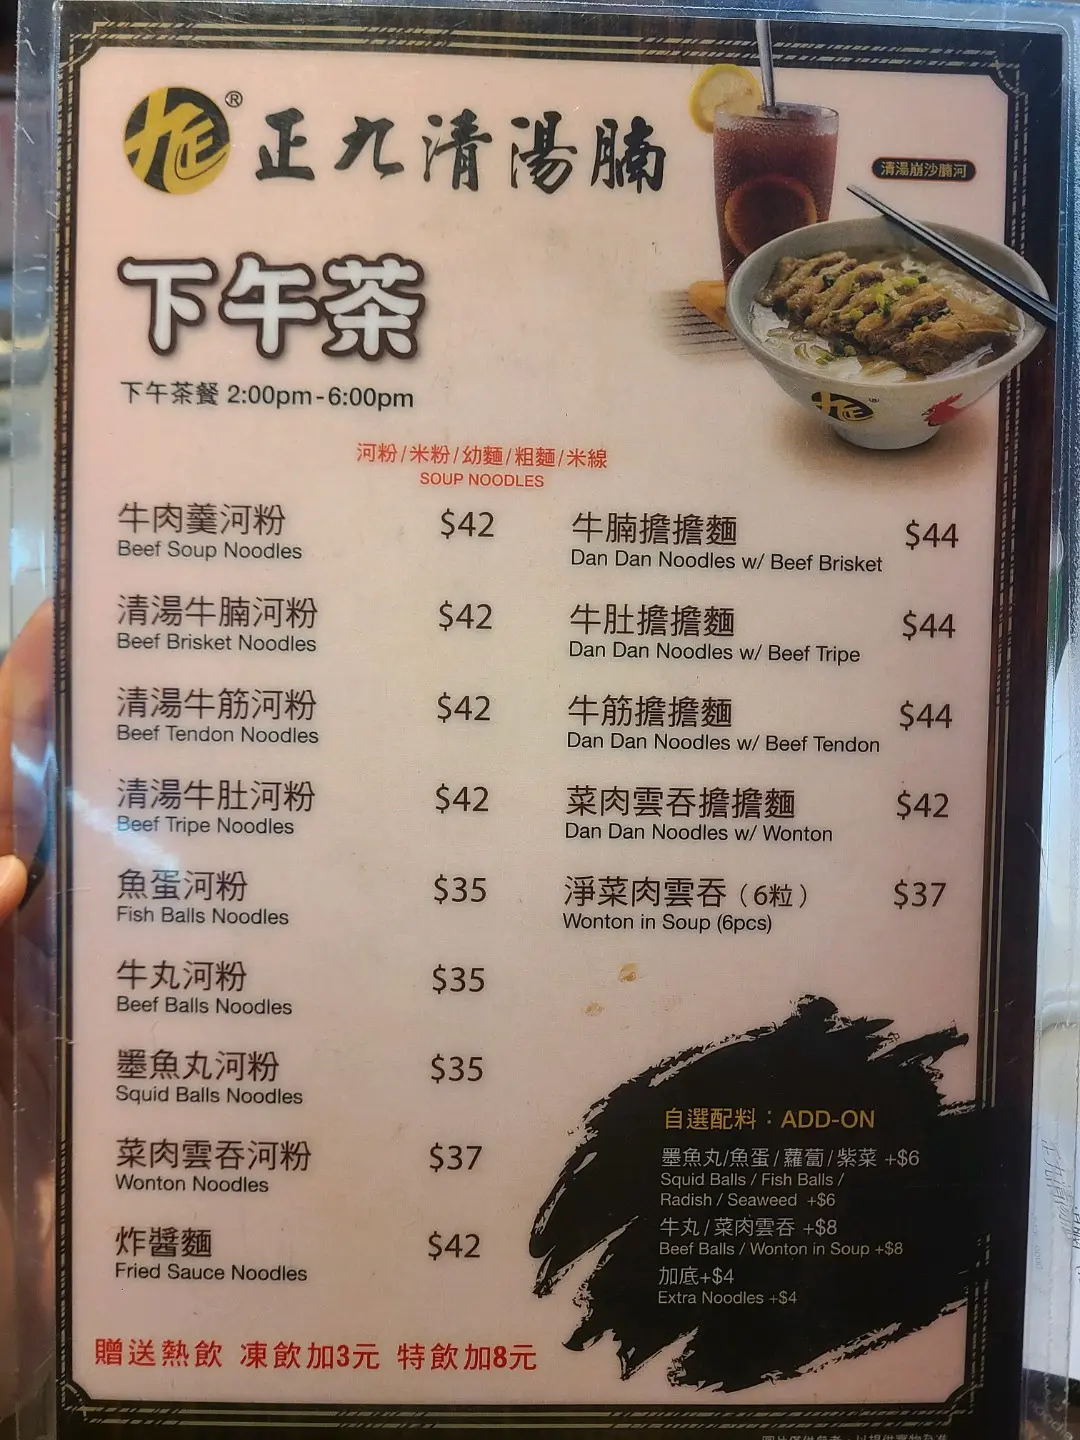 ® 正九清湯腩
清湯崩沙腩河
下午茶
下午茶餐 2:00pm-6:00pm
河粉/米粉/幼麵/粗麵/米線
SOUP NOODLES
牛肉羹河粉 $42
Beef Soup Noodles
清湯牛腩河粉 $42
Beef Brisket Noodles
清湯牛筋河粉 $42
Beef Tendon Noodles
清湯牛肚河粉 $42
Beef Tripe Noodles
魚蛋河粉 $35
Fish Balls Noodles
牛丸河粉 $35
Beef Balls Noodles
墨魚丸河粉 $35
Squid Balls Noodles
菜肉雲吞河粉 $37
Wonton Noodles
炸醬麵 $42
Fried Sauce Noodles
牛腩擔擔麵 $44
Dan Dan Noodles w/ Beef Brisket
牛肚擔擔麵 $44
Dan Dan Noodles w/ Beef Tripe
牛筋擔擔麵 $44
Dan Dan Noodles w/ Beef Tendon
菜肉雲吞擔擔麵 $42
Dan Dan Noodles w/ Wonton
淨菜肉雲吞（6粒） $37
Wonton in Soup (6pcs)
自選配料：ADD-ON
墨魚丸/魚蛋/蘿蔔/紫菜 +$6
Squid Balls / Fish Balls /
Radish / Seaweed +$6
牛丸/菜肉雲吞 +$8
Beef Balls / Wonton in Soup +$8
加底+$4
Extra Noodles +$4
贈送熱飲 凍飲加3元 特飲加8元